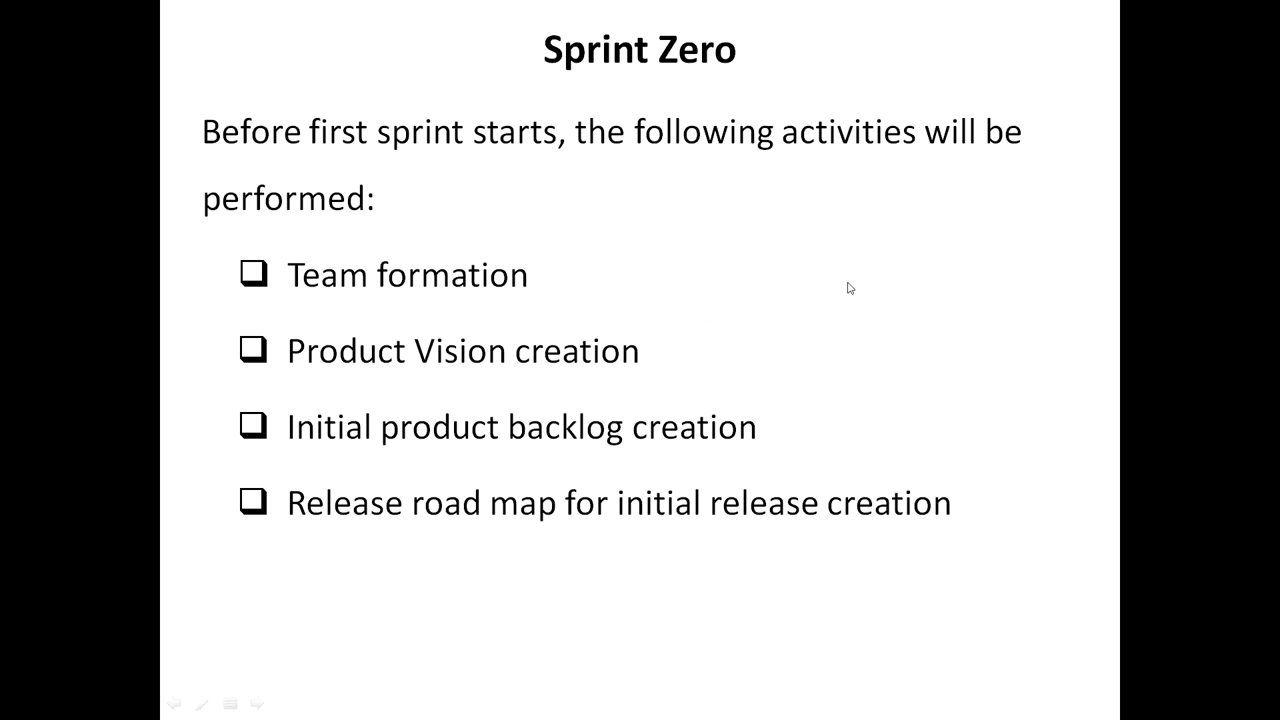 Sprint Zero
Before first sprint starts, the following activities will be
performed:
Team formation
Product Vision creation
Initial product backlog creation
Release road map for initial release creation